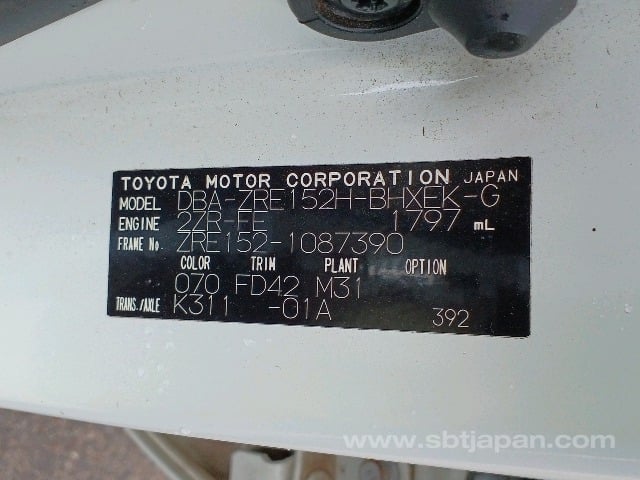 TOYOTA MOTOR CORPORATION JAPAN
MODEL DBA-ZRE152H-BHXEK-G
ENGINE 2ZR-FE 1797 mL
FRAME No. ZRE152-1087390
COLOR TRIM PLANT OPTION
070 FD42 M31
TRANS./AXLE K311 -01A 392
www.sbtjapan.com